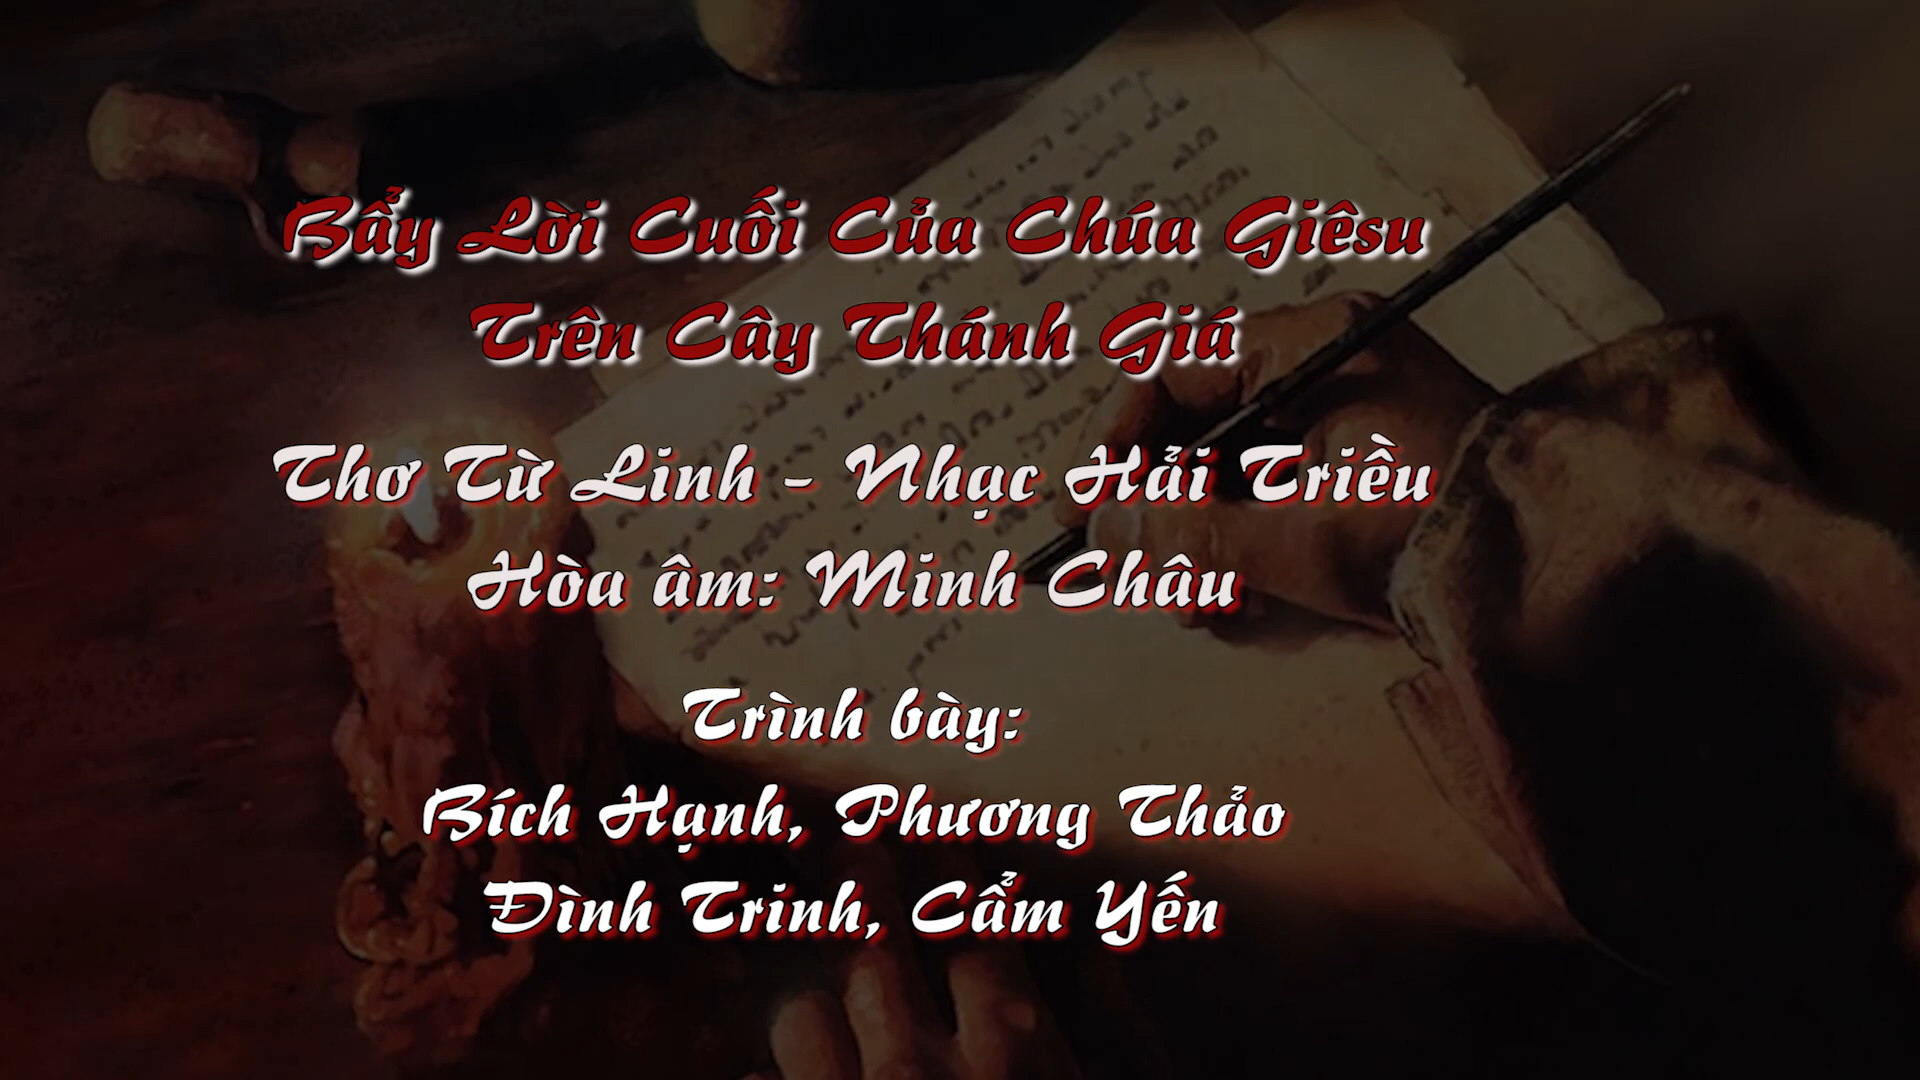 Bẩy Lời Cuối Của Chúa Giêsu
Trên Cây Thánh Giá
Thơ Từ Linh - Nhạc Hải Triều
Hòa âm: Minh Châu
Trình bày:
Bích Hạnh, Phương Thảo
Đình Trinh, Cẩm Yến